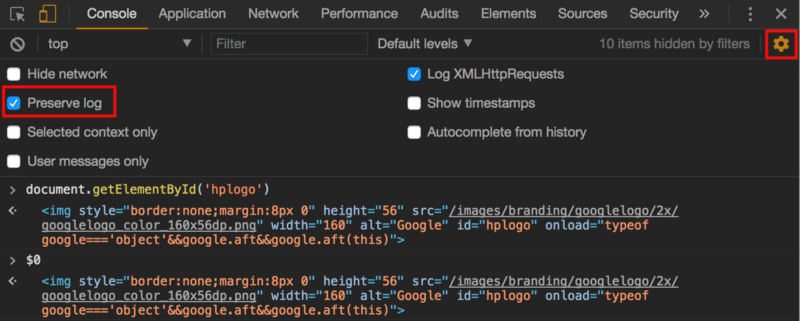 Console Application Network Performance Audits Elements Sources Security »
top ▼ Filter Default levels ▼ 10 items hidden by filters
Hide network Log XMLHttpRequests
Preserve log Show timestamps
Selected context only Autocomplete from history
User messages only
> document.getElementById('hplogo')
<img style="border:none;margin:8px 0" height="56" src="/images/branding/googlelogo/2x/
googlelogo_color_160x56dp.png" width="160" alt="Google" id="hplogo" onload="typeof
google==='object'&&google.aft&&google.aft(this)">
> $0
<img style="border:none;margin:8px 0" height="56" src="/images/branding/googlelogo/2x/
googlelogo_color_160x56dp.png" width="160" alt="Google" id="hplogo" onload="typeof
google==='object'&&google.aft&&google.aft(this)">